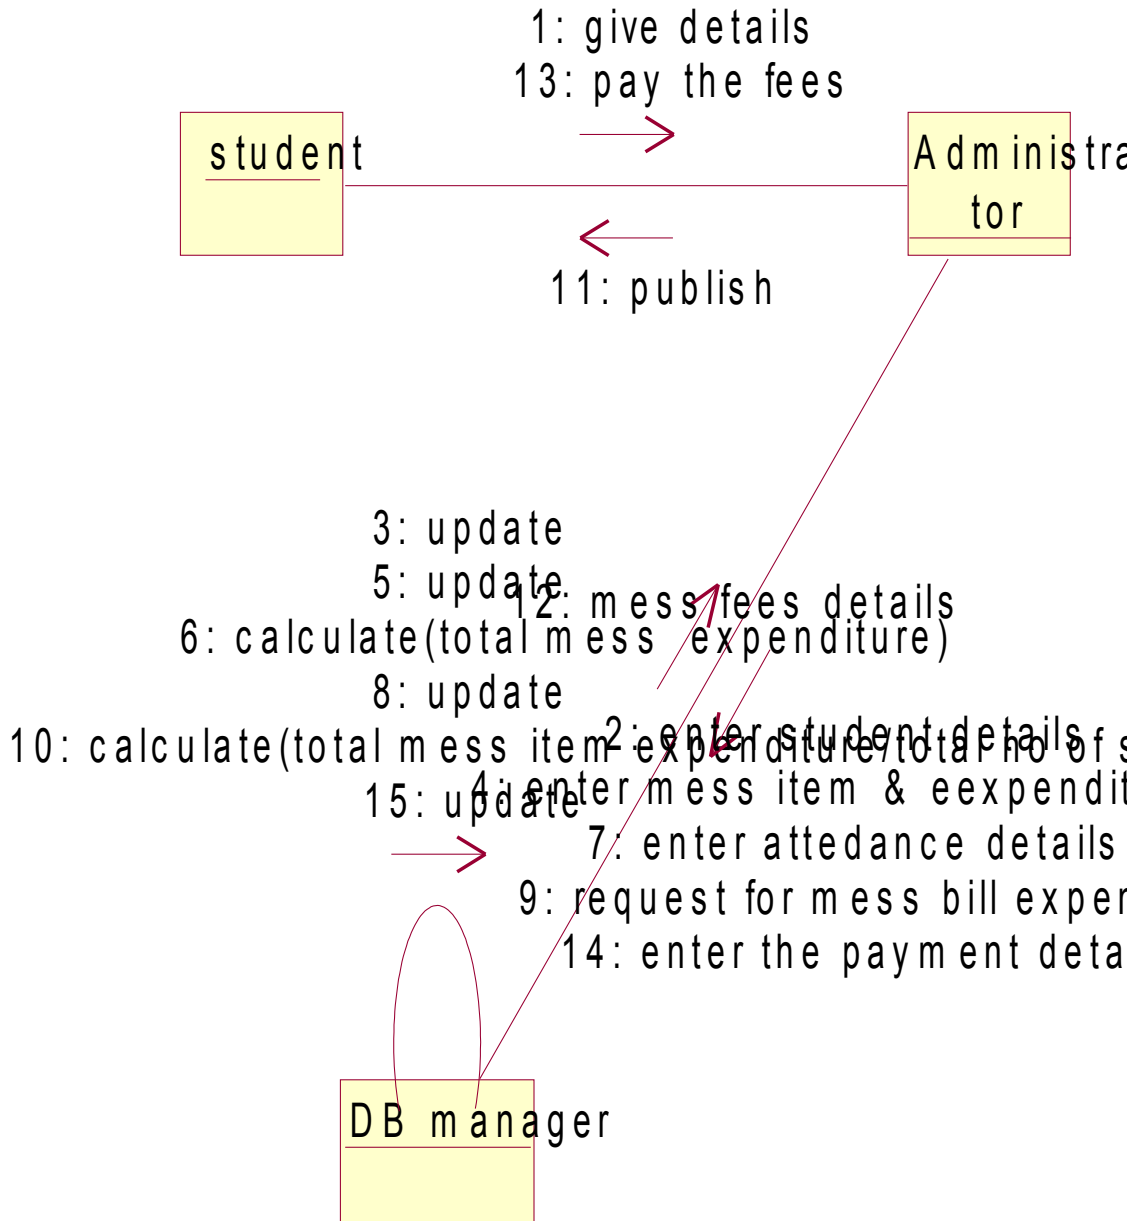 1: give details
13: pay the fees
student
Administra
tor
11: publish
3: update
5: update
12: mess fees details
6: calculate(total mess expenditure)
8: update
2: enter student details
10: calculate(total mess item expenditure/total no of s
4: enter mess item & eexpendit
15: update
7: enter attedance details
9: request for mess bill exper
14: enter the payment deta
DB manager